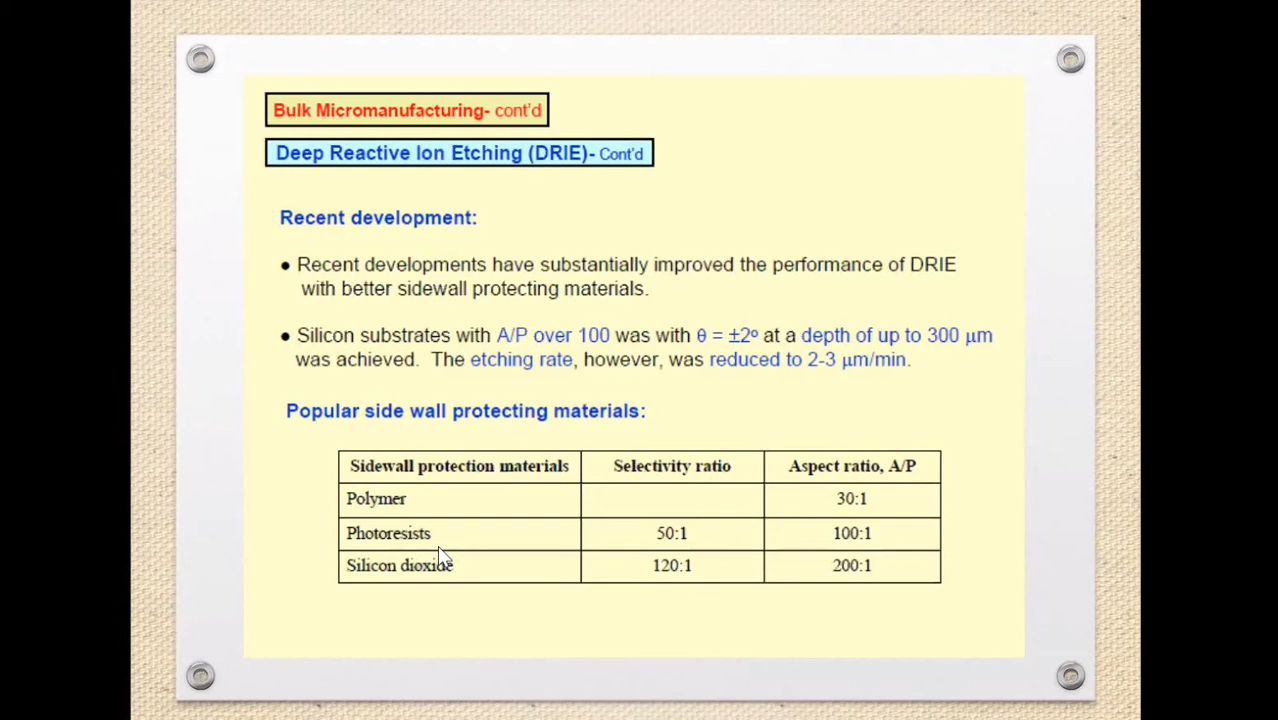 Bulk Micromanufacturing- cont'd
Deep Reactive Ion Etching (DRIE)- Cont'd
Recent development:
● Recent developments have substantially improved the performance of DRIE
with better sidewall protecting materials.
● Silicon substrates with A/P over 100 was with θ = ±2º at a depth of up to 300 μm
was achieved. The etching rate, however, was reduced to 2-3 μm/min.
Popular side wall protecting materials:
Sidewall protection materials Selectivity ratio Aspect ratio, A/P
Polymer 30:1
Photoresists 50:1 100:1
Silicon dioxide 120:1 200:1